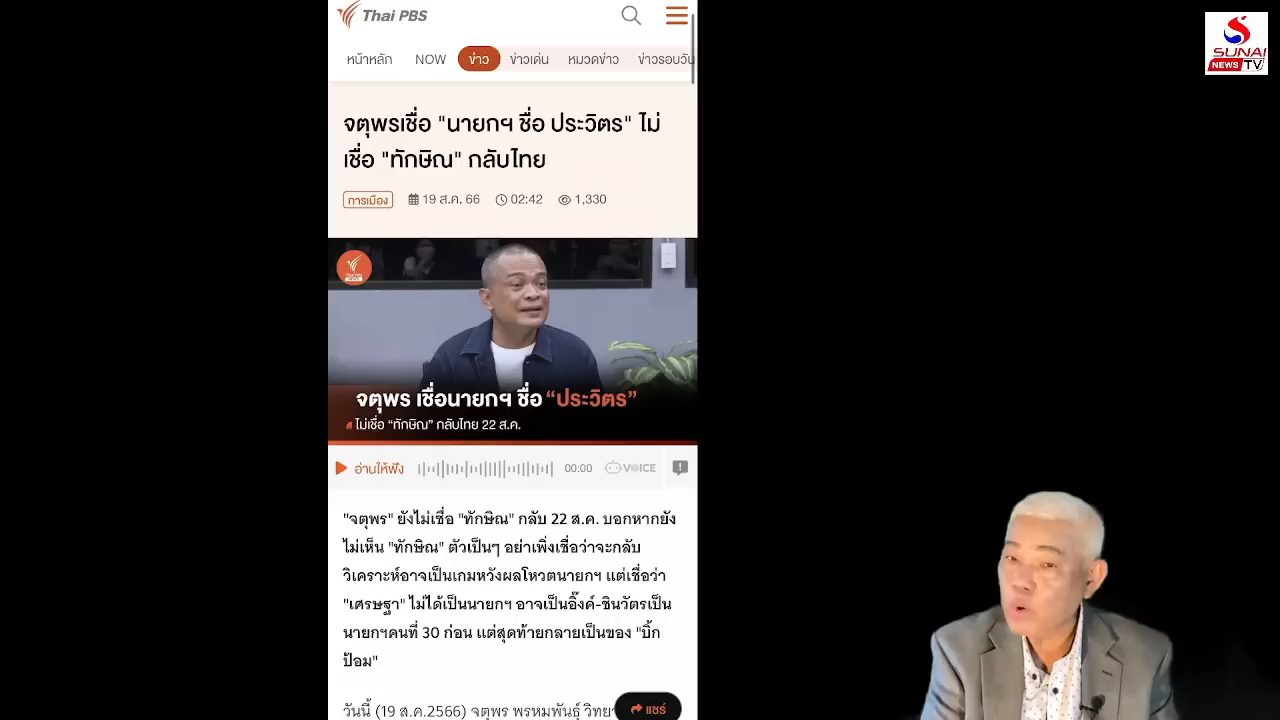 Thai PBS
หน้าหลัก NOW ข่าว ข่าวเด่น หมวดข่าว ข่าวรอบวัน
SUNAI
NEWS TV
จตุพรเชื่อ "นายกฯ ชื่อ ประวิตร" ไม่
เชื่อ "ทักษิณ" กลับไทย
การเมือง 19 ส.ค. 66 02:42 1,330
จตุพร เชื่อนายกฯ ชื่อ “ประวิตร”
ไม่เชื่อ “ทักษิณ” กลับไทย 22 ส.ค.
อ่านให้ฟัง 00:00 VOICE
"จตุพร" ยังไม่เชื่อ "ทักษิณ" กลับ 22 ส.ค. บอกหากยัง
ไม่เห็น "ทักษิณ" ตัวเป็นๆ อย่าเพิ่งเชื่อว่าจะกลับ
วิเคราะห์อาจเป็นเกมหวังผลโหวตนายกฯ แต่เชื่อว่า
"เศรษฐา" ไม่ได้เป็นนายกฯ อาจเป็นอิ๊งค์-ชินวัตรเป็น
นายกฯคนที่ 30 ก่อน แต่สุดท้ายกลายเป็นของ "บิ๊ก
ป้อม"
วันนี้ (19 ส.ค.2566) จตุพร พรหมพันธุ์ วิทยา
แชร์